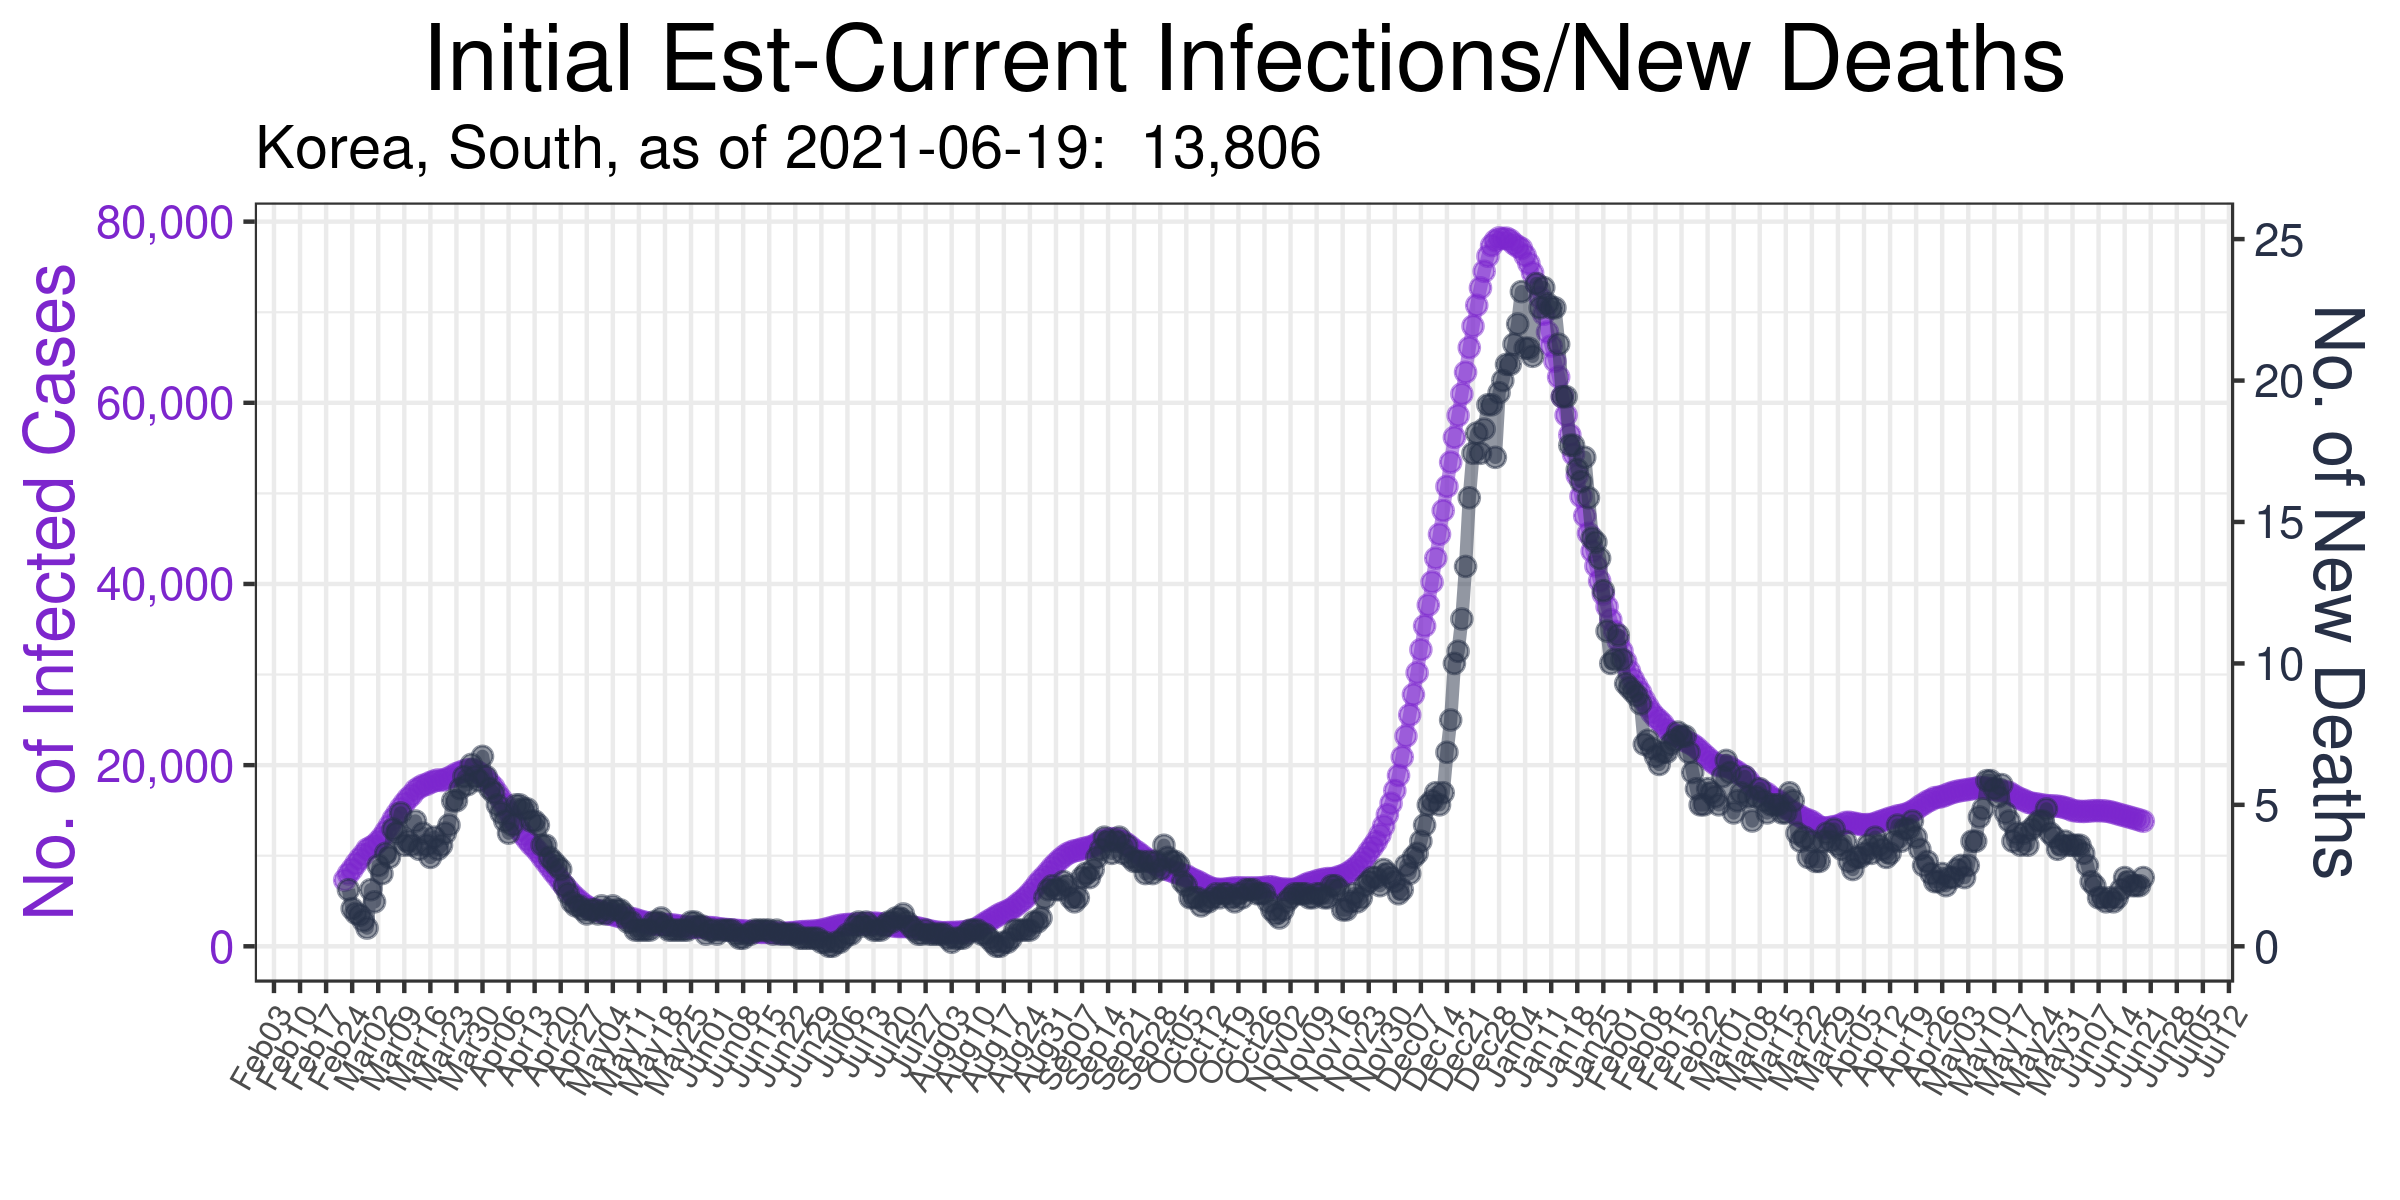 Initial Est-Current Infections/New Deaths
Korea, South, as of 2021-06-19:  13,806
No. of Infected Cases
80,000
60,000
40,000
20,000
0
25
20
15
10
5
0
No. of New Deaths
Feb03
Feb10
Feb17
Feb24
Mar02
Mar09
Mar16
Mar23
Mar30
Apr06
Apr13
Apr20
Apr27
May04
May11
May18
May25
Jun01
Jun08
Jun15
Jun22
Jun29
Jul06
Jul13
Jul20
Jul27
Aug03
Aug10
Aug17
Aug24
Aug31
Sep07
Sep14
Sep21
Sep28
Oct05
Oct12
Oct19
Oct26
Nov02
Nov09
Nov16
Nov23
Nov30
Dec07
Dec14
Dec21
Dec28
Jan04
Jan11
Jan18
Jan25
Feb01
Feb08
Feb15
Feb22
Mar01
Mar08
Mar15
Mar22
Mar29
Apr05
Apr12
Apr19
Apr26
May03
May10
May17
May24
May31
Jun07
Jun14
Jun21
Jun28
Jul05
Jul12